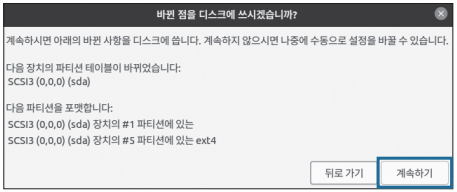 바뀐 점을 디스크에 쓰시겠습니까?
계속하시면 아래의 바뀐 사항을 디스크에 씁니다. 계속하지 않으시면 나중에 수동으로 설정을 바꿀 수 있습니다.
다음 장치의 파티션 테이블이 바뀌었습니다:
SCSI3 (0,0,0) (sda)
다음 파티션을 포맷합니다:
SCSI3 (0,0,0) (sda) 장치의 #1 파티션에 있는
SCSI3 (0,0,0) (sda) 장치의 #5 파티션에 있는 ext4
뒤로 가기
계속하기